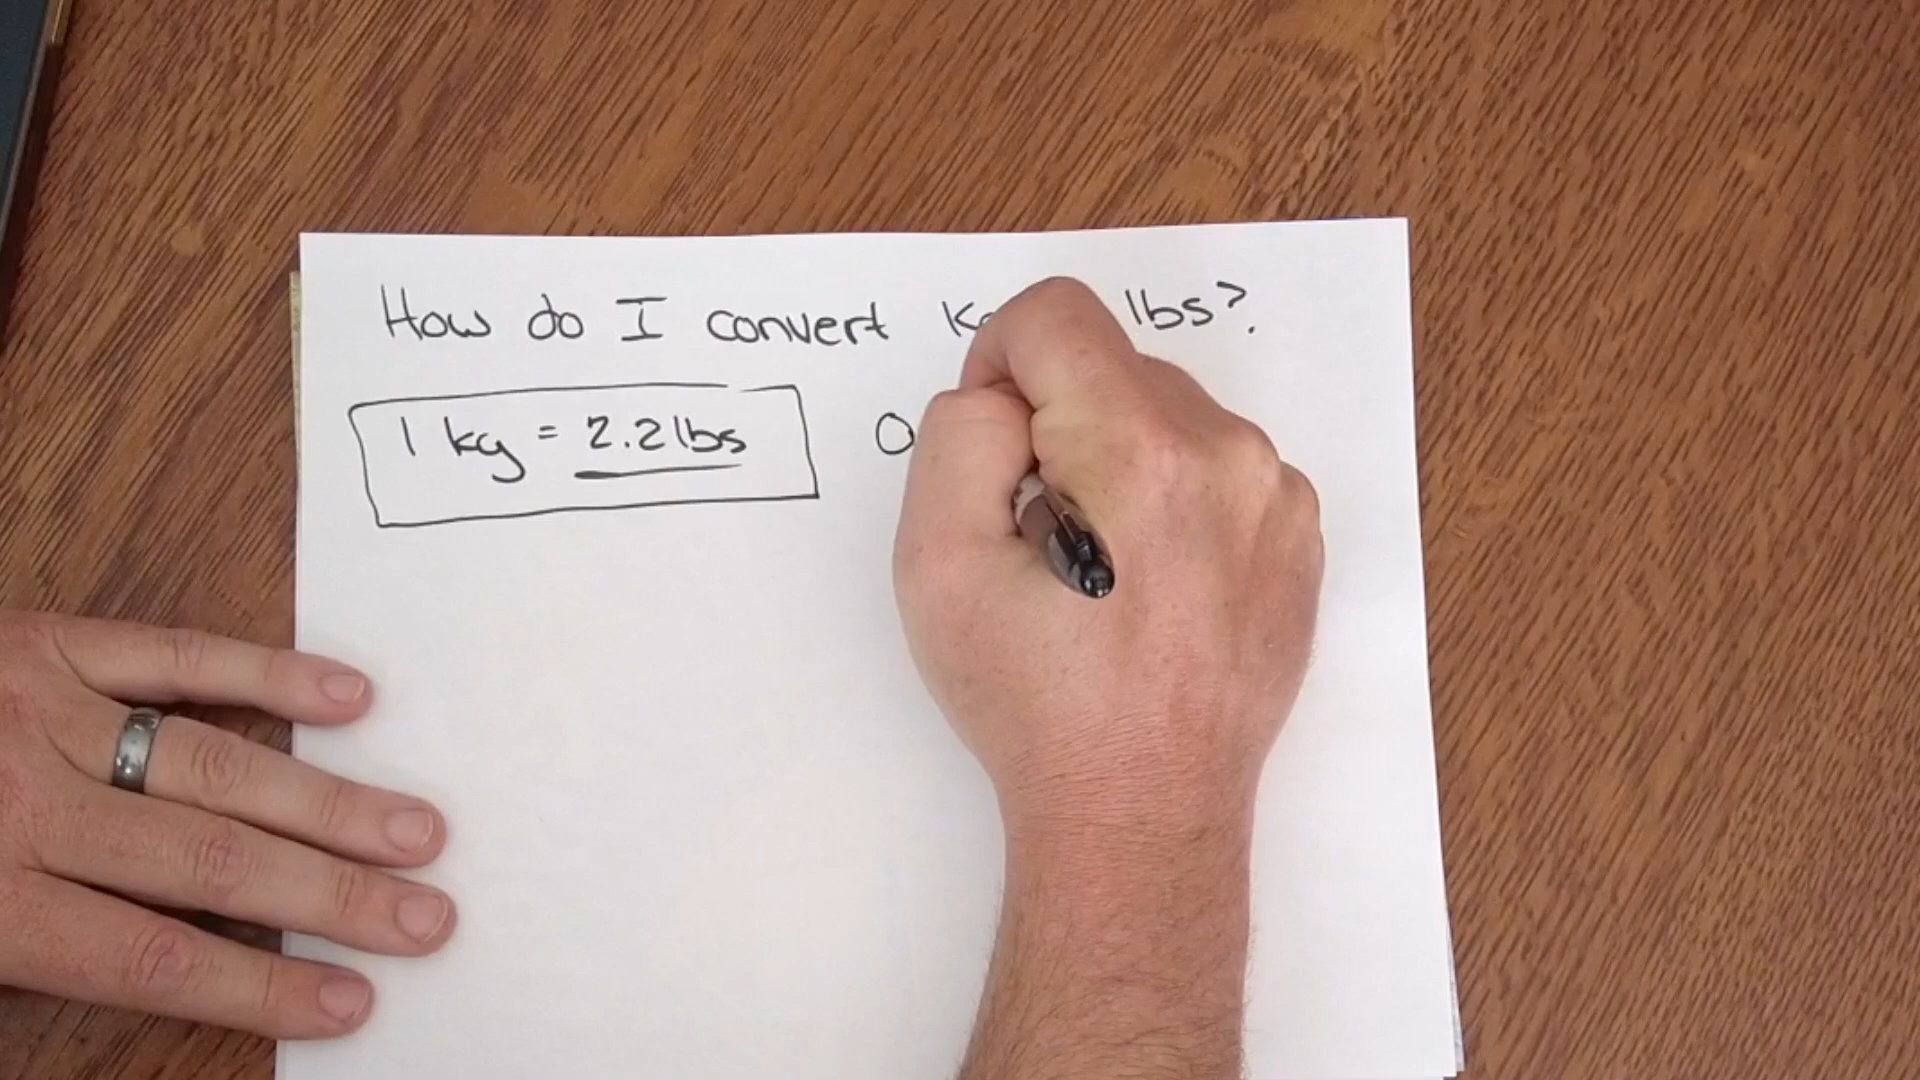 How do I convert lbs?
1 kg = 2.2 lbs